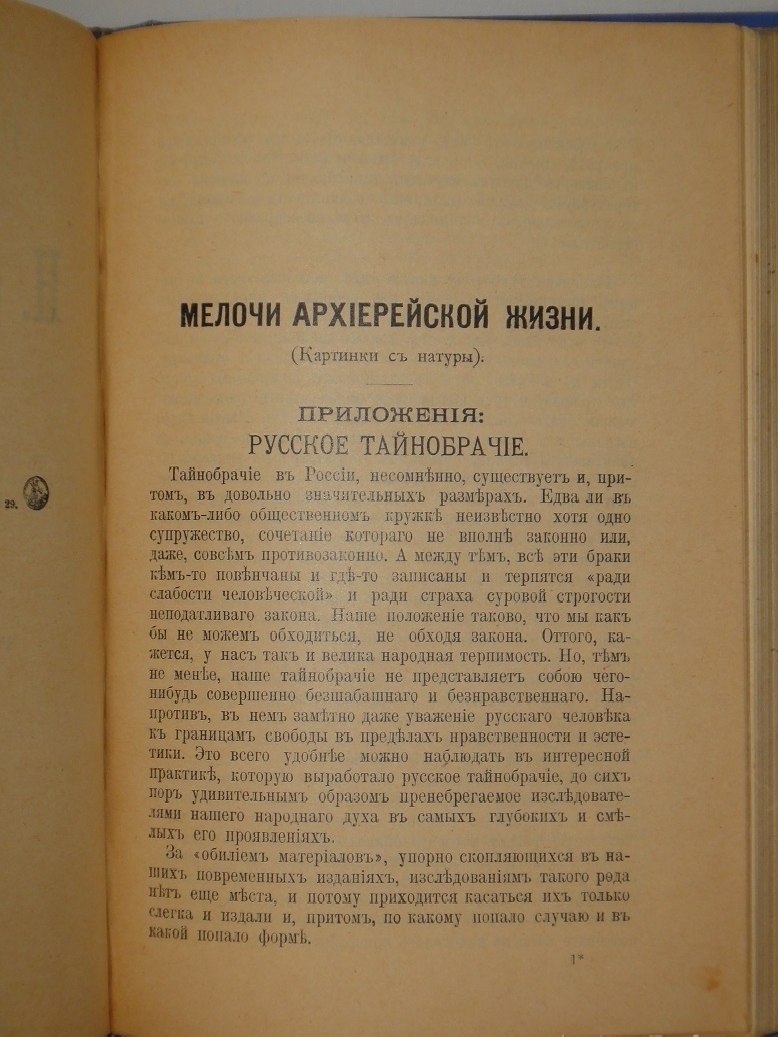 МЕЛОЧИ АРХІЕРЕЙСКОЙ ЖИЗНИ.
(Картинки съ натуры).
ПРИЛОЖЕНІЯ:
РУССКОЕ ТАЙНОБРАЧІЕ.
Тайнобрачіе въ Россіи, несомнѣнно, существуетъ и, при-
томъ, въ довольно значительныхъ размѣрахъ. Едва ли въ
какомъ-либо общественномъ кружкѣ неизвѣстно хотя одно
супружество, сочетаніе котораго не вполнѣ законно или,
даже, совсѣмъ противозаконно. А между тѣмъ, всѣ эти браки
кѣмъ-то повѣнчаны и гдѣ-то записаны и терпятся «ради
слабости человѣческой» и ради страха суровой строгости
неподатливаго закона. Наше положеніе таково, что мы какъ
бы не можемъ обходиться, не обходя закона. Оттого, ка-
жется, у насъ такъ и велика народная терпимость. Но, тѣмъ
не менѣе, наше тайнобрачіе не представляетъ собою чего-
нибудь совершенно безшабашнаго и безнравственнаго. На-
противъ, въ немъ замѣтно даже уваженіе русскаго человѣка
къ границамъ свободы въ предѣлахъ нравственности и эсте-
тики. Это всего удобнѣе можно наблюдать въ интересной
практикѣ, которую выработало русское тайнобрачіе, до сихъ
поръ удивительнымъ образомъ пренебрегаемое изслѣдовате-
лями нашего народнаго духа въ самыхъ глубокихъ и смѣ-
лыхъ его проявленіяхъ.
За «обиліемъ матеріаловъ», упорно скопляющихся въ на-
шихъ повременныхъ изданіяхъ, изслѣдованіямъ такого рода
нѣтъ еще мѣста, и потому приходится касаться ихъ только
слегка и издали и, притомъ, по какому попало случаю и въ
какой попало формѣ.
1*
29.